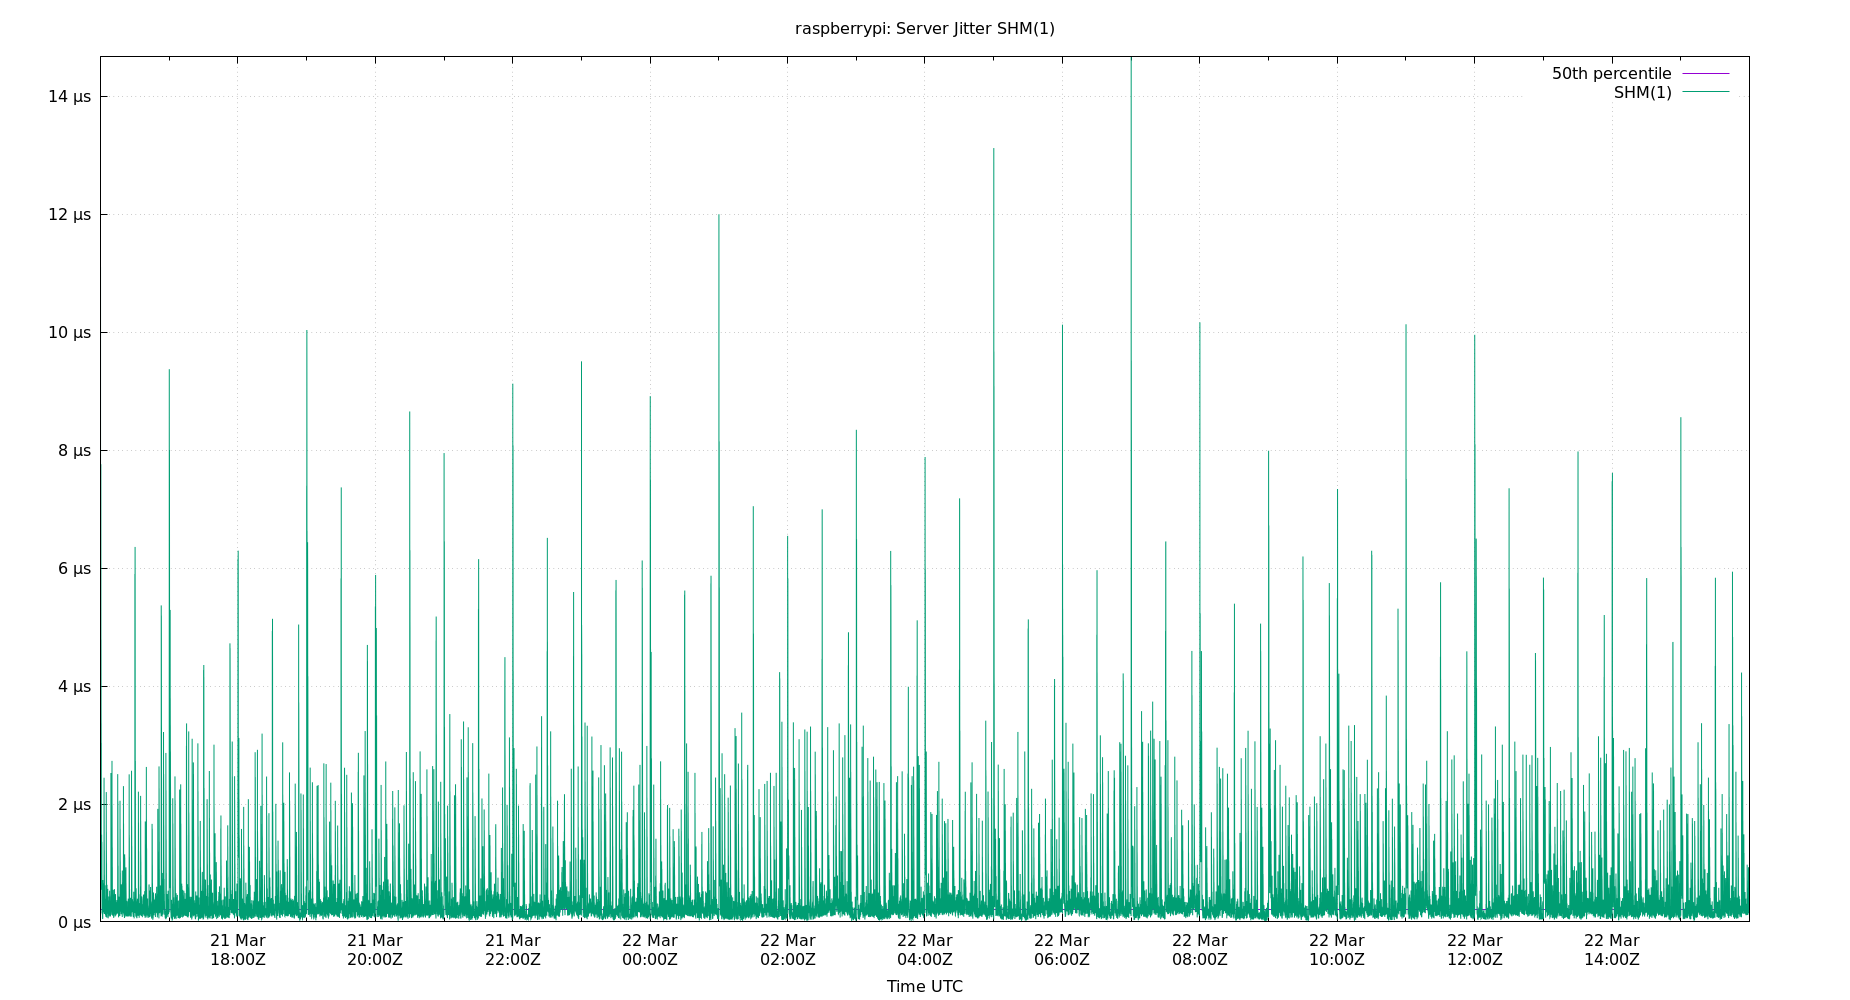 raspberrypi: Server Jitter SHM(1)
50th percentile
SHM(1)
14 µs
12 µs
10 µs
8 µs
6 µs
4 µs
2 µs
0 µs
21 Mar
18:00Z
21 Mar
20:00Z
21 Mar
22:00Z
22 Mar
00:00Z
22 Mar
02:00Z
22 Mar
04:00Z
22 Mar
06:00Z
22 Mar
08:00Z
22 Mar
10:00Z
22 Mar
12:00Z
22 Mar
14:00Z
Time UTC